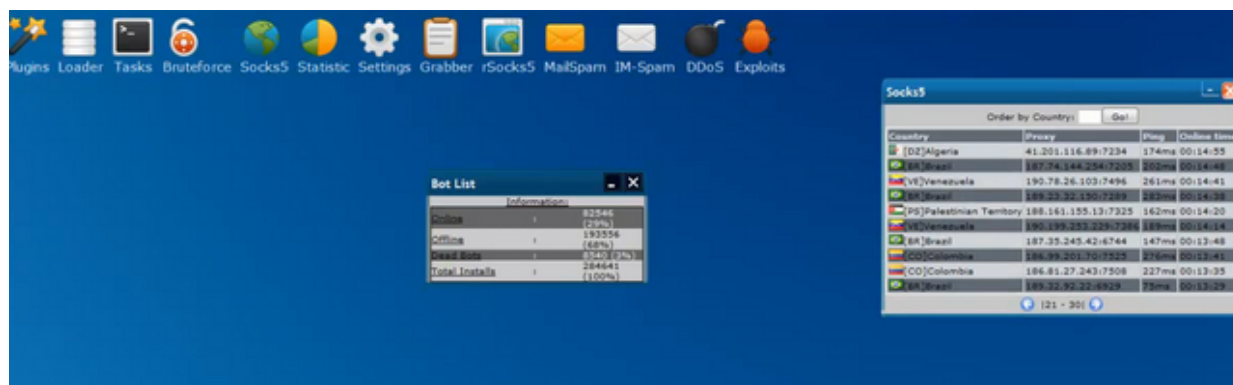 Plugins Loader Tasks Bruteforce Socks5 Statistic Settings Grabber rSocks5 MailSpam IM-Spam DDoS Exploits
Socks5
Order by Country: Go!
Country Proxy Ping Online time
[DZ]Algeria 41.201.116.89:7234 174ms 00:14:55
[BR]Brazil 187.74.144.254:7205 202ms 00:14:48
[VE]Venezuela 190.78.26.103:7496 261ms 00:14:41
[BR]Brazil 189.23.32.150:7289 283ms 00:14:38
[PS]Palestinian Territory 188.161.155.13:7325 162ms 00:14:20
[VE]Venezuela 190.199.253.229:7386 189ms 00:14:14
[BR]Brazil 187.35.245.42:6744 147ms 00:13:48
[CO]Colombia 186.99.201.70:7525 276ms 00:13:41
[CO]Colombia 186.81.27.243:7508 227ms 00:13:35
[BR]Brazil 189.32.92.22:6929 75ms 00:13:29
|21 - 30|
Bot List
Information:
Online : 82546 (29%)
Offline : 193556 (68%)
Dead Bots : 8540 (3%)
Total Installs : 284641 (100%)